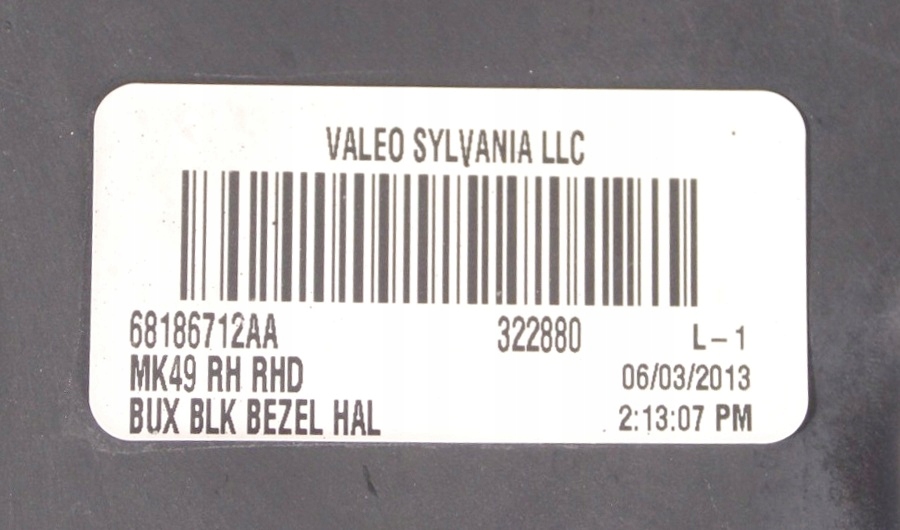 VALEO SYLVANIA LLC
68186712AA 322880 L-1
MK49 RH RHD 06/03/2013
BUX BLK BEZEL HAL 2:13:07 PM